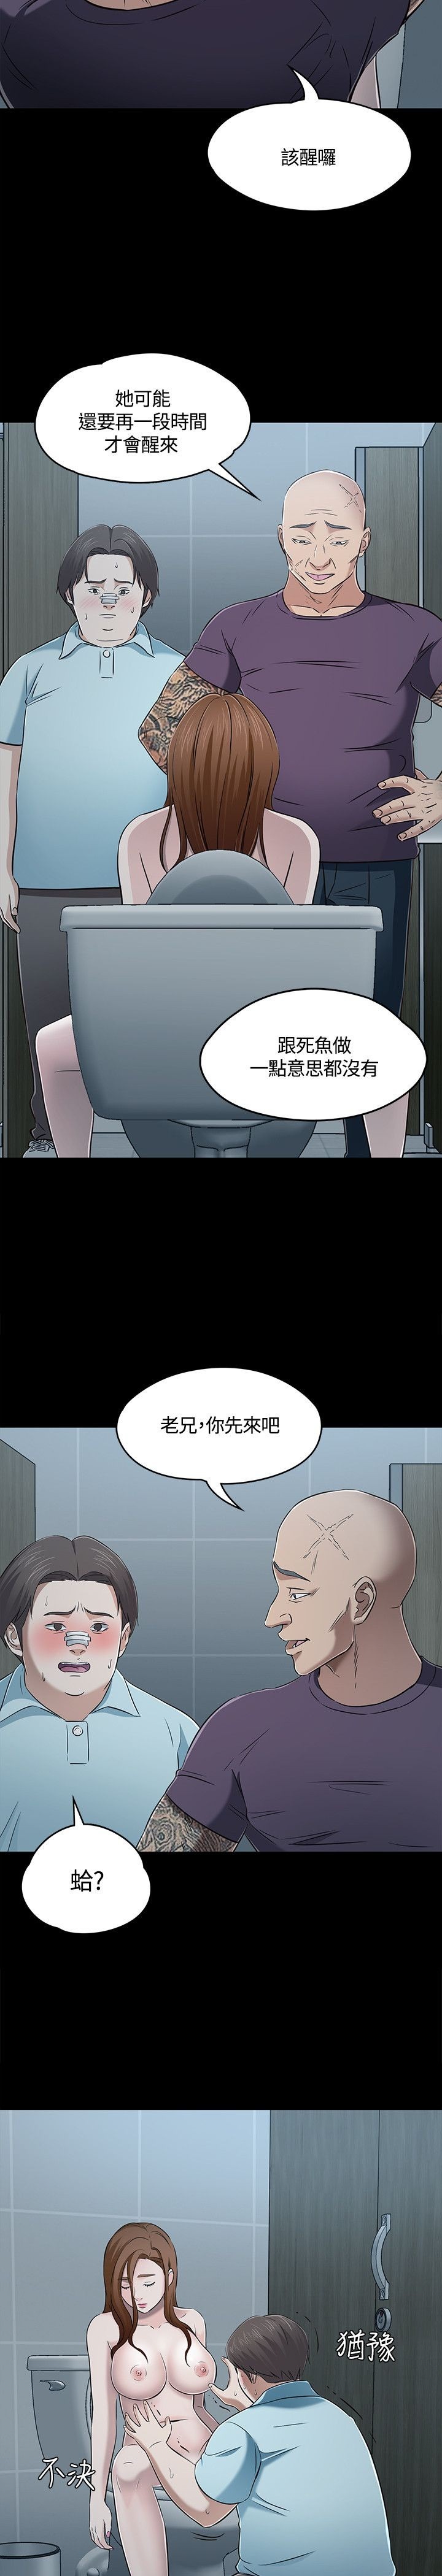 該醒囉
她可能
還要再一段時間
才會醒來
跟死魚做
一點意思都沒有
老兄,你先來吧
蛤?
猶豫
不決